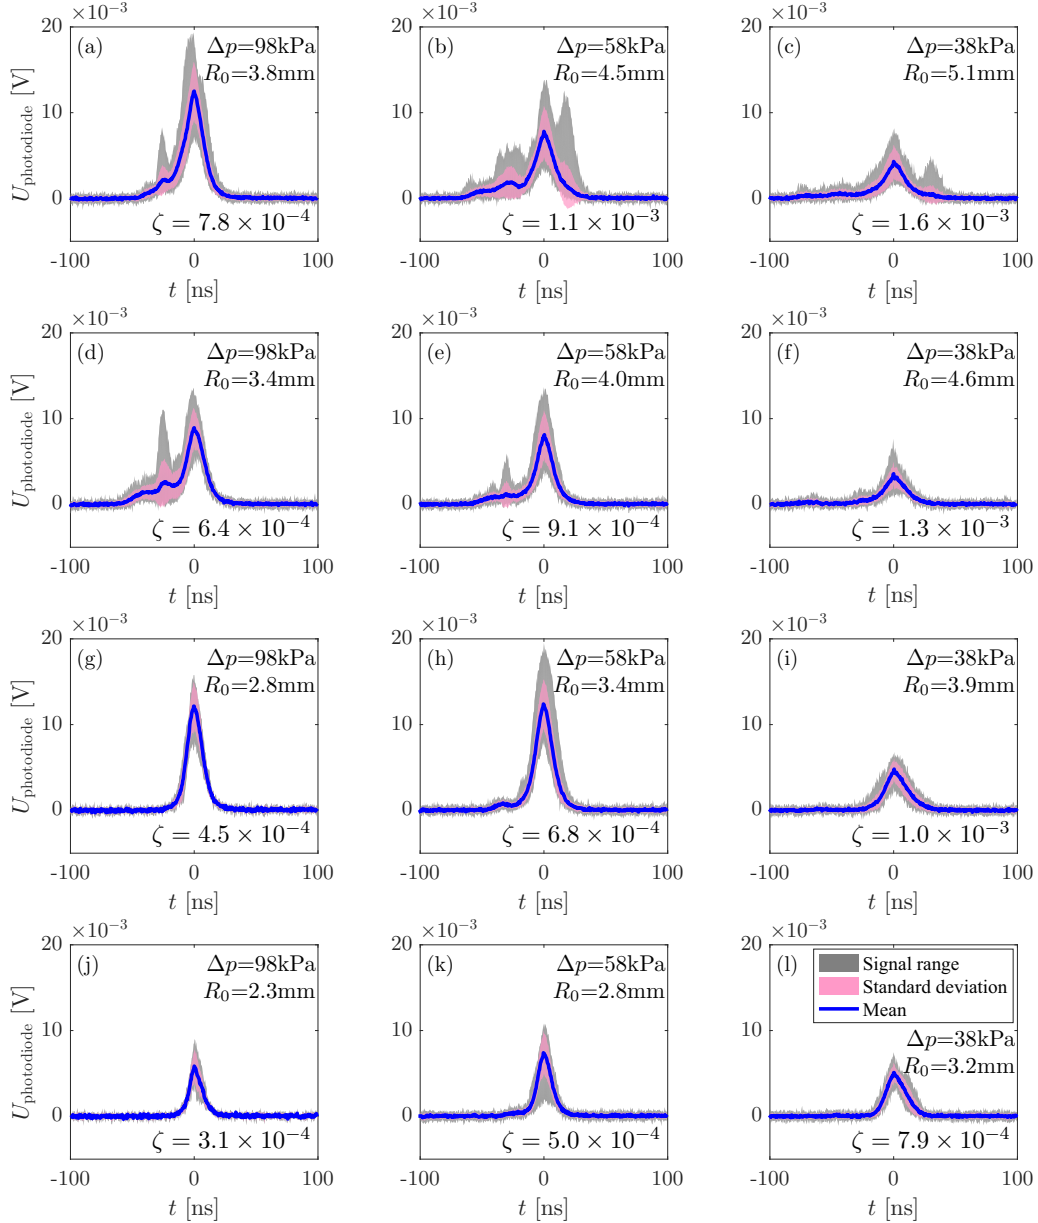 ×10⁻³ ×10⁻³ ×10⁻³
20 (a) Δp=98kPa (b) Δp=58kPa (c) Δp=38kPa
R₀=3.8mm R₀=4.5mm R₀=5.1mm
U_photodiode [V] 10 10 10
0 0 0
ζ = 7.8 × 10⁻⁴ ζ = 1.1 × 10⁻³ ζ = 1.6 × 10⁻³
-100 0 100 -100 0 100 -100 0 100
t [ns] t [ns] t [ns]
×10⁻³ ×10⁻³ ×10⁻³
20 (d) Δp=98kPa 20 (e) Δp=58kPa 20 (f) Δp=38kPa
R₀=3.4mm R₀=4.0mm R₀=4.6mm
U_photodiode [V] 10 10 10
0 0 0
ζ = 6.4 × 10⁻⁴ ζ = 9.1 × 10⁻⁴ ζ = 1.3 × 10⁻³
-100 0 100 -100 0 100 -100 0 100
t [ns] t [ns] t [ns]
×10⁻³ ×10⁻³ ×10⁻³
20 (g) Δp=98kPa 20 (h) Δp=58kPa 20 (i) Δp=38kPa
R₀=2.8mm R₀=3.4mm R₀=3.9mm
U_photodiode [V] 10 10 10
0 0 0
ζ = 4.5 × 10⁻⁴ ζ = 6.8 × 10⁻⁴ ζ = 1.0 × 10⁻³
-100 0 100 -100 0 100 -100 0 100
t [ns] t [ns] t [ns]
×10⁻³ ×10⁻³ ×10⁻³
20 (j) Δp=98kPa 20 (k) Δp=58kPa 20 (l) Signal range
R₀=2.3mm R₀=2.8mm Standard deviation
Mean
U_photodiode [V] 10 10 10 Δp=38kPa
R₀=3.2mm
0 0 0
ζ = 3.1 × 10⁻⁴ ζ = 5.0 × 10⁻⁴ ζ = 7.9 × 10⁻⁴
-100 0 100 -100 0 100 -100 0 100
t [ns] t [ns] t [ns]